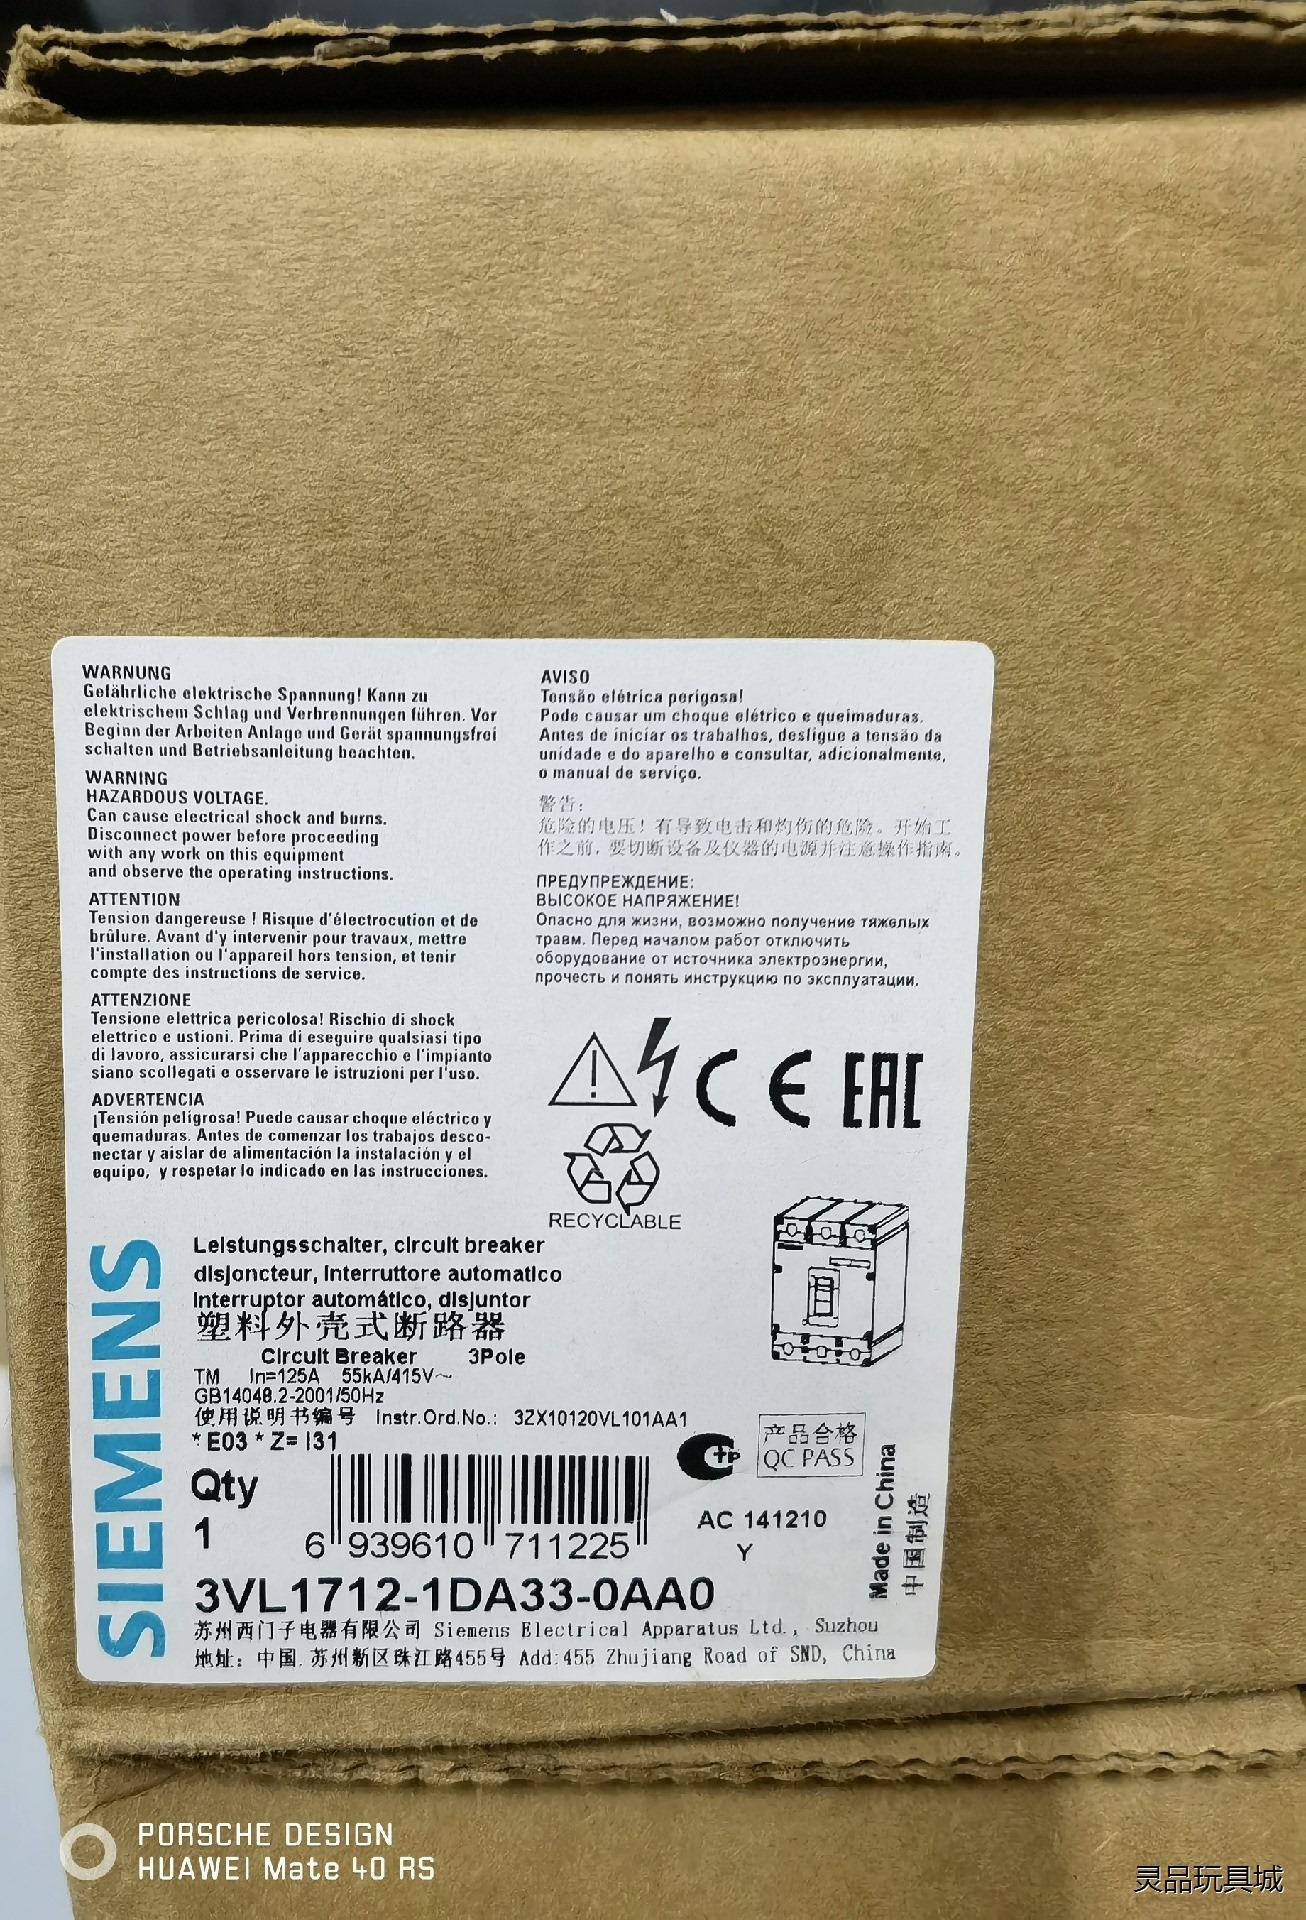 WARNUNG
Gefährliche elektrische Spannung! Kann zu
elektrischem Schlag und Verbrennungen führen. Vor
Beginn der Arbeiten Anlage und Gerät spannungsfrei
schalten und Betriebsanleitung beachten.
WARNING
HAZARDOUS VOLTAGE.
Can cause electrical shock and burns.
Disconnect power before proceeding
with any work on this equipment
and observe the operating instructions.
ATTENTION
Tension dangereuse ! Risque d'électrocution et de
brûlure. Avant d'y intervenir pour travaux, mettre
l'installation ou l'appareil hors tension, et tenir
compte des instructions de service.
ATTENZIONE
Tensione elettrica pericolosa! Rischio di shock
elettrico e ustioni. Prima di eseguire qualsiasi tipo
di lavoro, assicurarsi che l'apparecchio e l'impianto
siano scollegati e osservare le istruzioni per l'uso.
ADVERTENCIA
¡Tensión peligrosa! Puede causar choque eléctrico y
quemaduras. Antes de comenzar los trabajos desco-
nectar y aislar de alimentación la instalación y el
equipo, y respetar lo indicado en las instrucciones.
AVISO
Tensão elétrica perigosa!
Pode causar um choque elétrico e queimaduras.
Antes de iniciar os trabalhos, desligue a tensão da
unidade e do aparelho e consultar, adicionalmente,
o manual de serviço.
警告:
危险的电压! 有导致电击和灼伤的危险。开始工
作之前, 要切断设备及仪器的电源并注意操作指南。
ПРЕДУПРЕЖДЕНИЕ:
ВЫСОКОЕ НАПРЯЖЕНИЕ!
Опасно для жизни, возможно получение тяжелых
травм. Перед началом работ отключить
оборудование от источника электроэнергии,
прочесть и понять инструкцию по эксплуатации.
CE EAC
RECYCLABLE
SIEMENS
Leistungsschalter, circuit breaker
disjoncteur, interruttore automatico
interruptor automático, disjuntor
塑料外壳式断路器
Circuit Breaker 3Pole
TM In=125A 55kA/415V~
GB14048.2-2001/50Hz
使用说明书编号 Instr.Ord.No.: 3ZX10120VL101AA1
* E03 * Z= I31
Qty
1
6 939610 711225
产品合格
QC PASS
AC 141210
Y
Made in China
中国制造
3VL1712-1DA33-0AA0
苏州西门子电器有限公司 Siemens Electrical Apparatus Ltd., Suzhou
地址: 中国.苏州新区珠江路455号 Add:455 Zhujiang Road of SND, China
PORSCHE DESIGN
HUAWEI Mate 40 RS
灵品玩具城